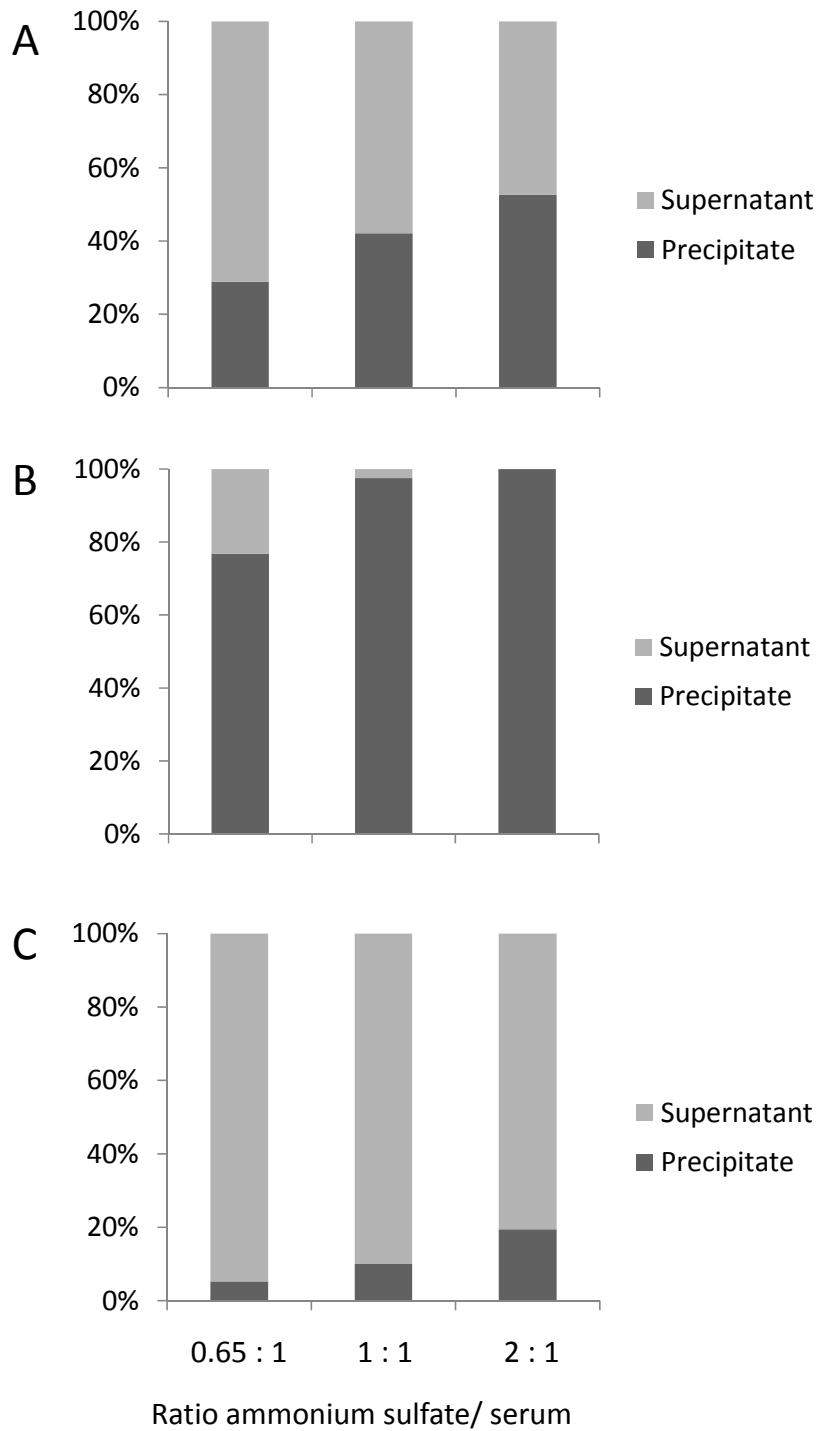 A
100%
80%
60%
40%
20%
0%
Supernatant
Precipitate
B
100%
80%
60%
40%
20%
0%
Supernatant
Precipitate
C
100%
80%
60%
40%
20%
0%
Supernatant
Precipitate
0.65 : 1 1 : 1 2 : 1
Ratio ammonium sulfate/ serum